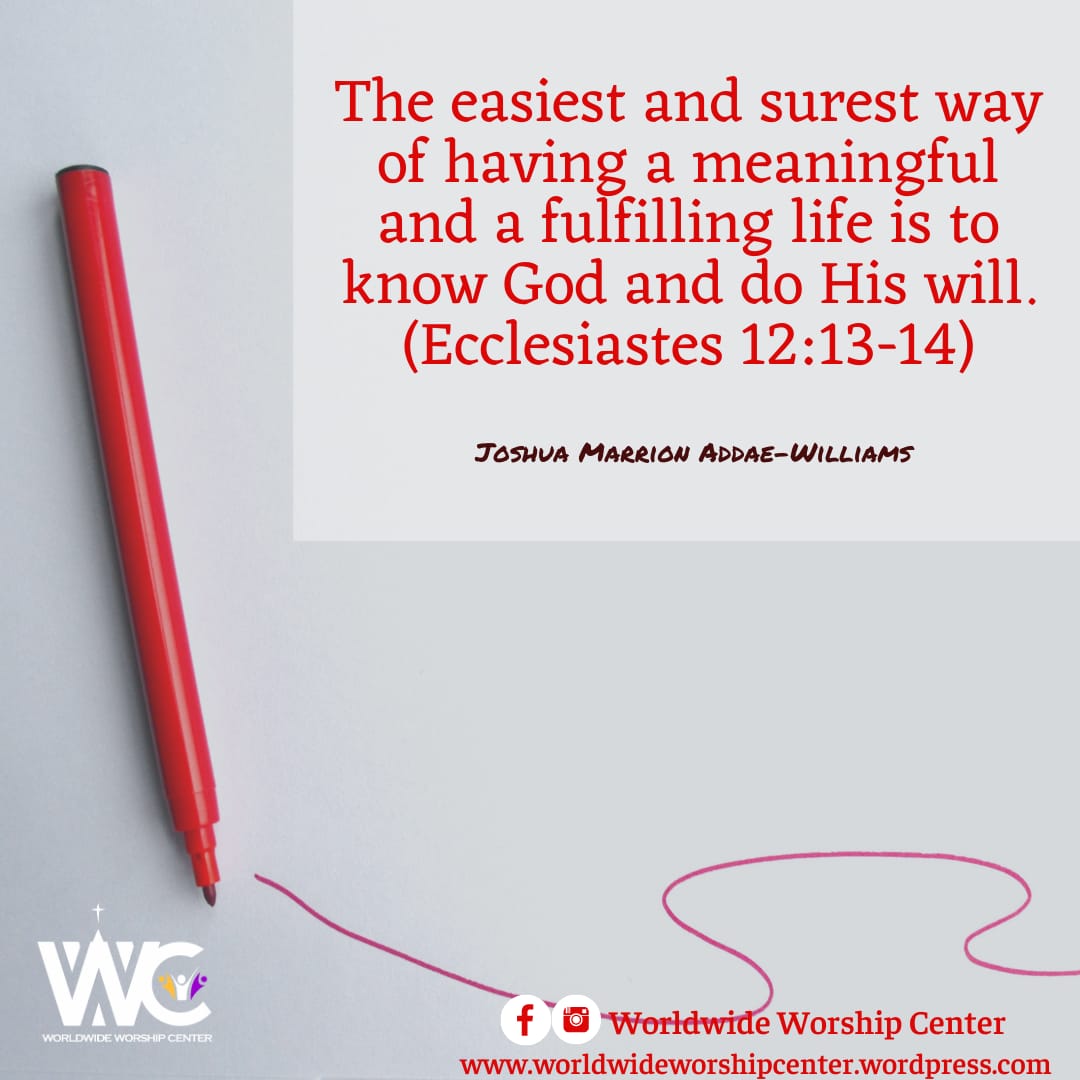 The easiest and surest way
of having a meaningful
and a fulfilling life is to
know God and do His will.
(Ecclesiastes 12:13-14)
Joshua Marrion Addae-Williams
WWC
WORLDWIDE WORSHIP CENTER
Worldwide Worship Center
www.worldwideworshipcenter.wordpress.com